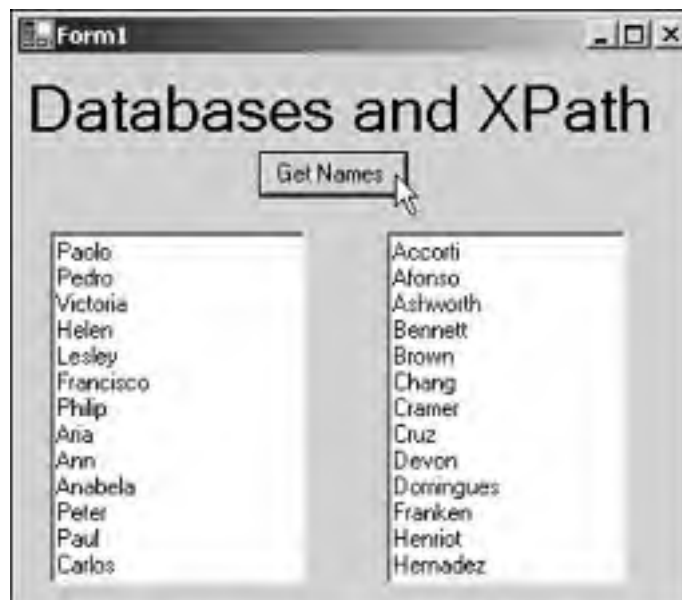 Form1
Databases and XPath
Get Names
Paolo
Pedro
Victoria
Helen
Lesley
Francisco
Philip
Aria
Ann
Anabela
Peter
Paul
Carlos
Accorti
Afonso
Ashworth
Bennett
Brown
Chang
Cramer
Cruz
Devon
Domingues
Franken
Henriot
Hernadez